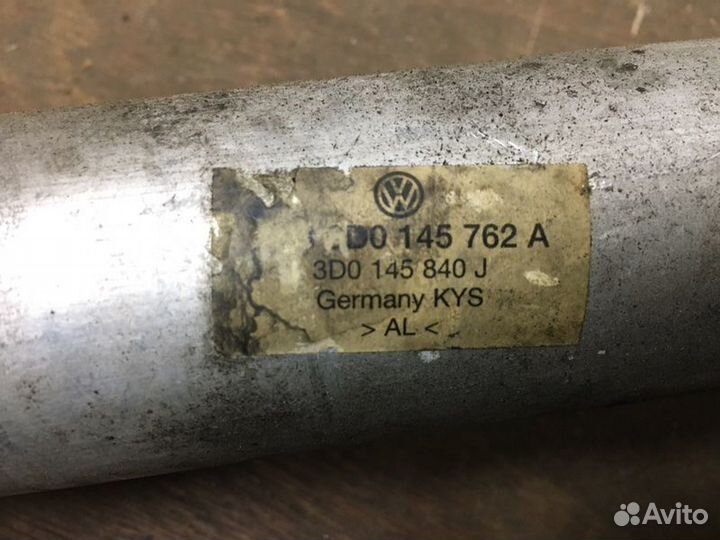 VW
D0 145 762 A
3D0 145 840 J
Germany KYS
> AL <
Avito